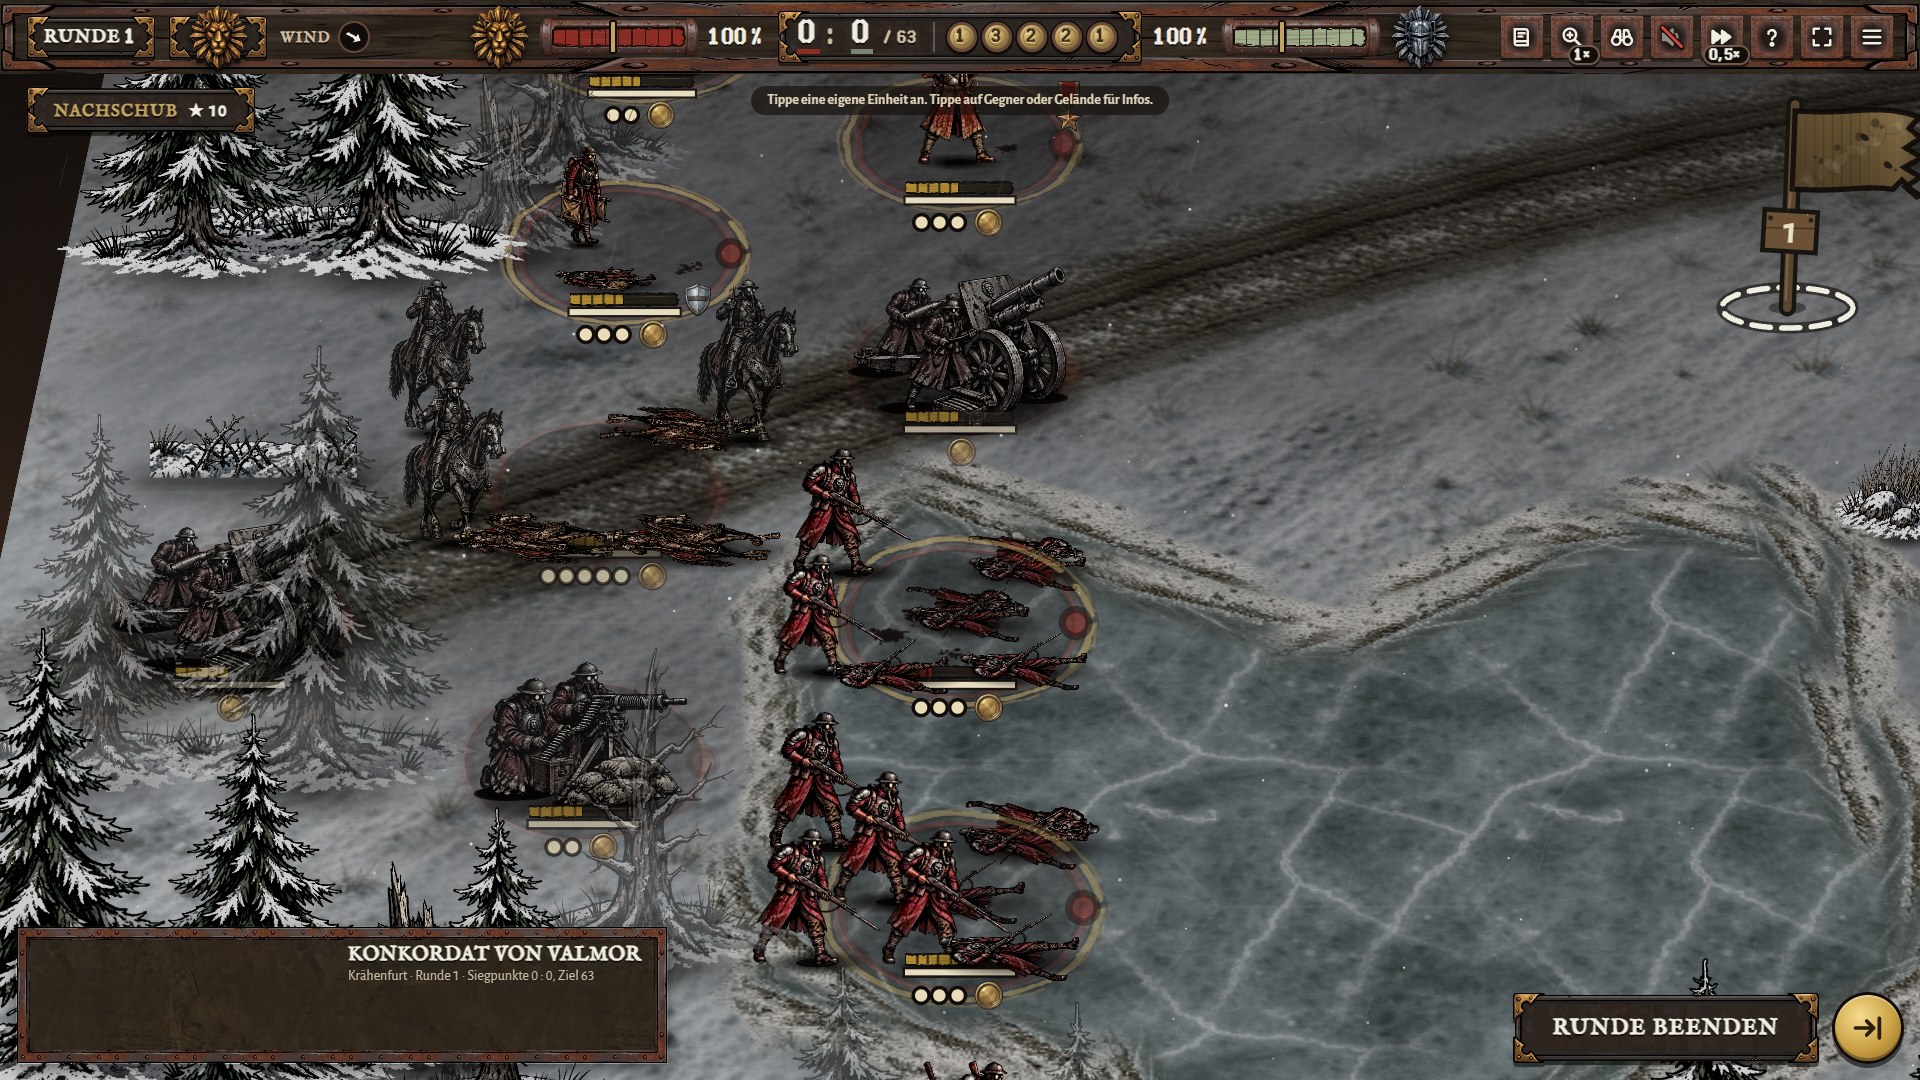 RUNDE 1
WIND
100%
0 : 0 / 63
1 3 2 2 1
100%
1×
0,5×
?
NACHSCHUB ★ 10
Tippe eine eigene Einheit an. Tippe auf Gegner oder Gelände für Infos.
1
KONKORDAT VON VALMOR
Krähenfurt · Runde 1 · Siegpunkte 0 : 0, Ziel 63
RUNDE BEENDEN